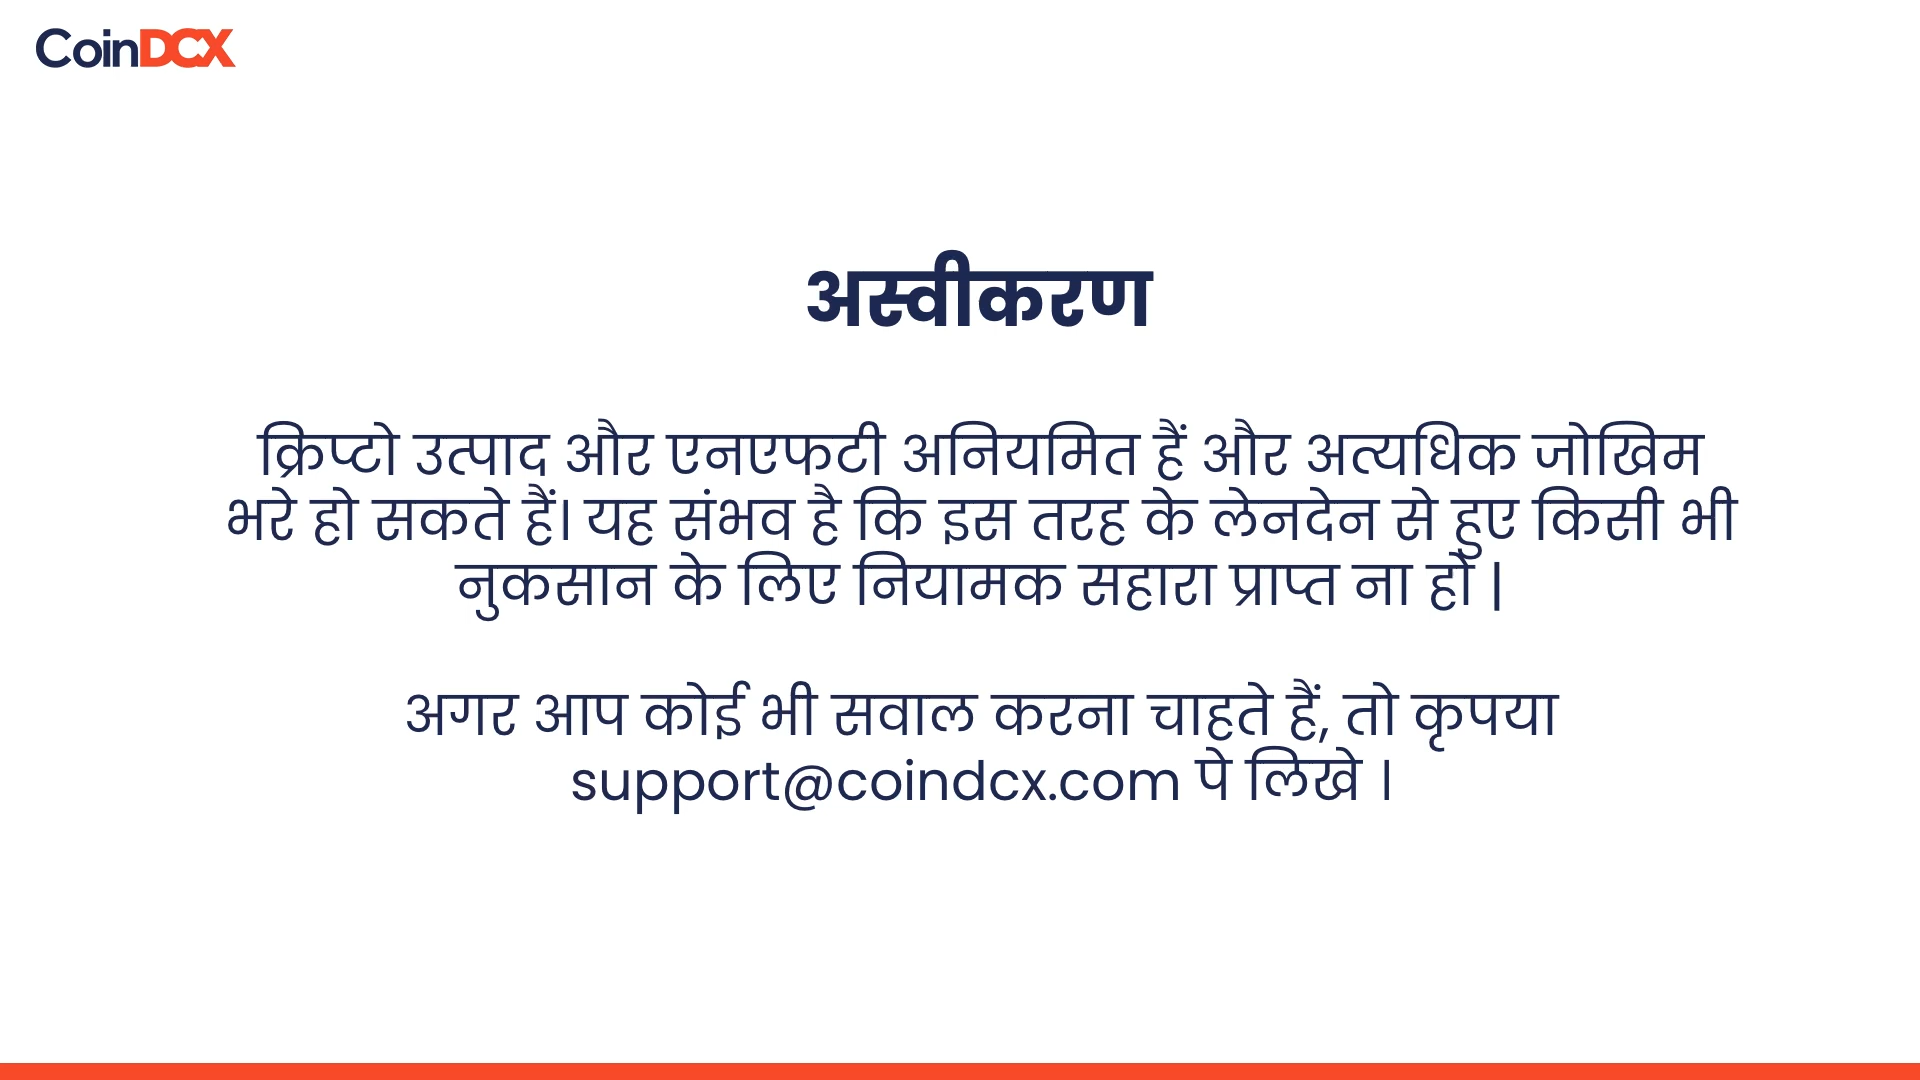 CoinDCX
अस्वीकरण
क्रिप्टो उत्पाद और एनएफटी अनियमित हैं और अत्यधिक जोखिम
भरे हो सकते हैं। यह संभव है कि इस तरह के लेनदेन से हुए किसी भी
नुकसान के लिए नियामक सहारा प्राप्त ना हो |
अगर आप कोई भी सवाल करना चाहते हैं, तो कृपया
support@coindcx.com पे लिखे ।